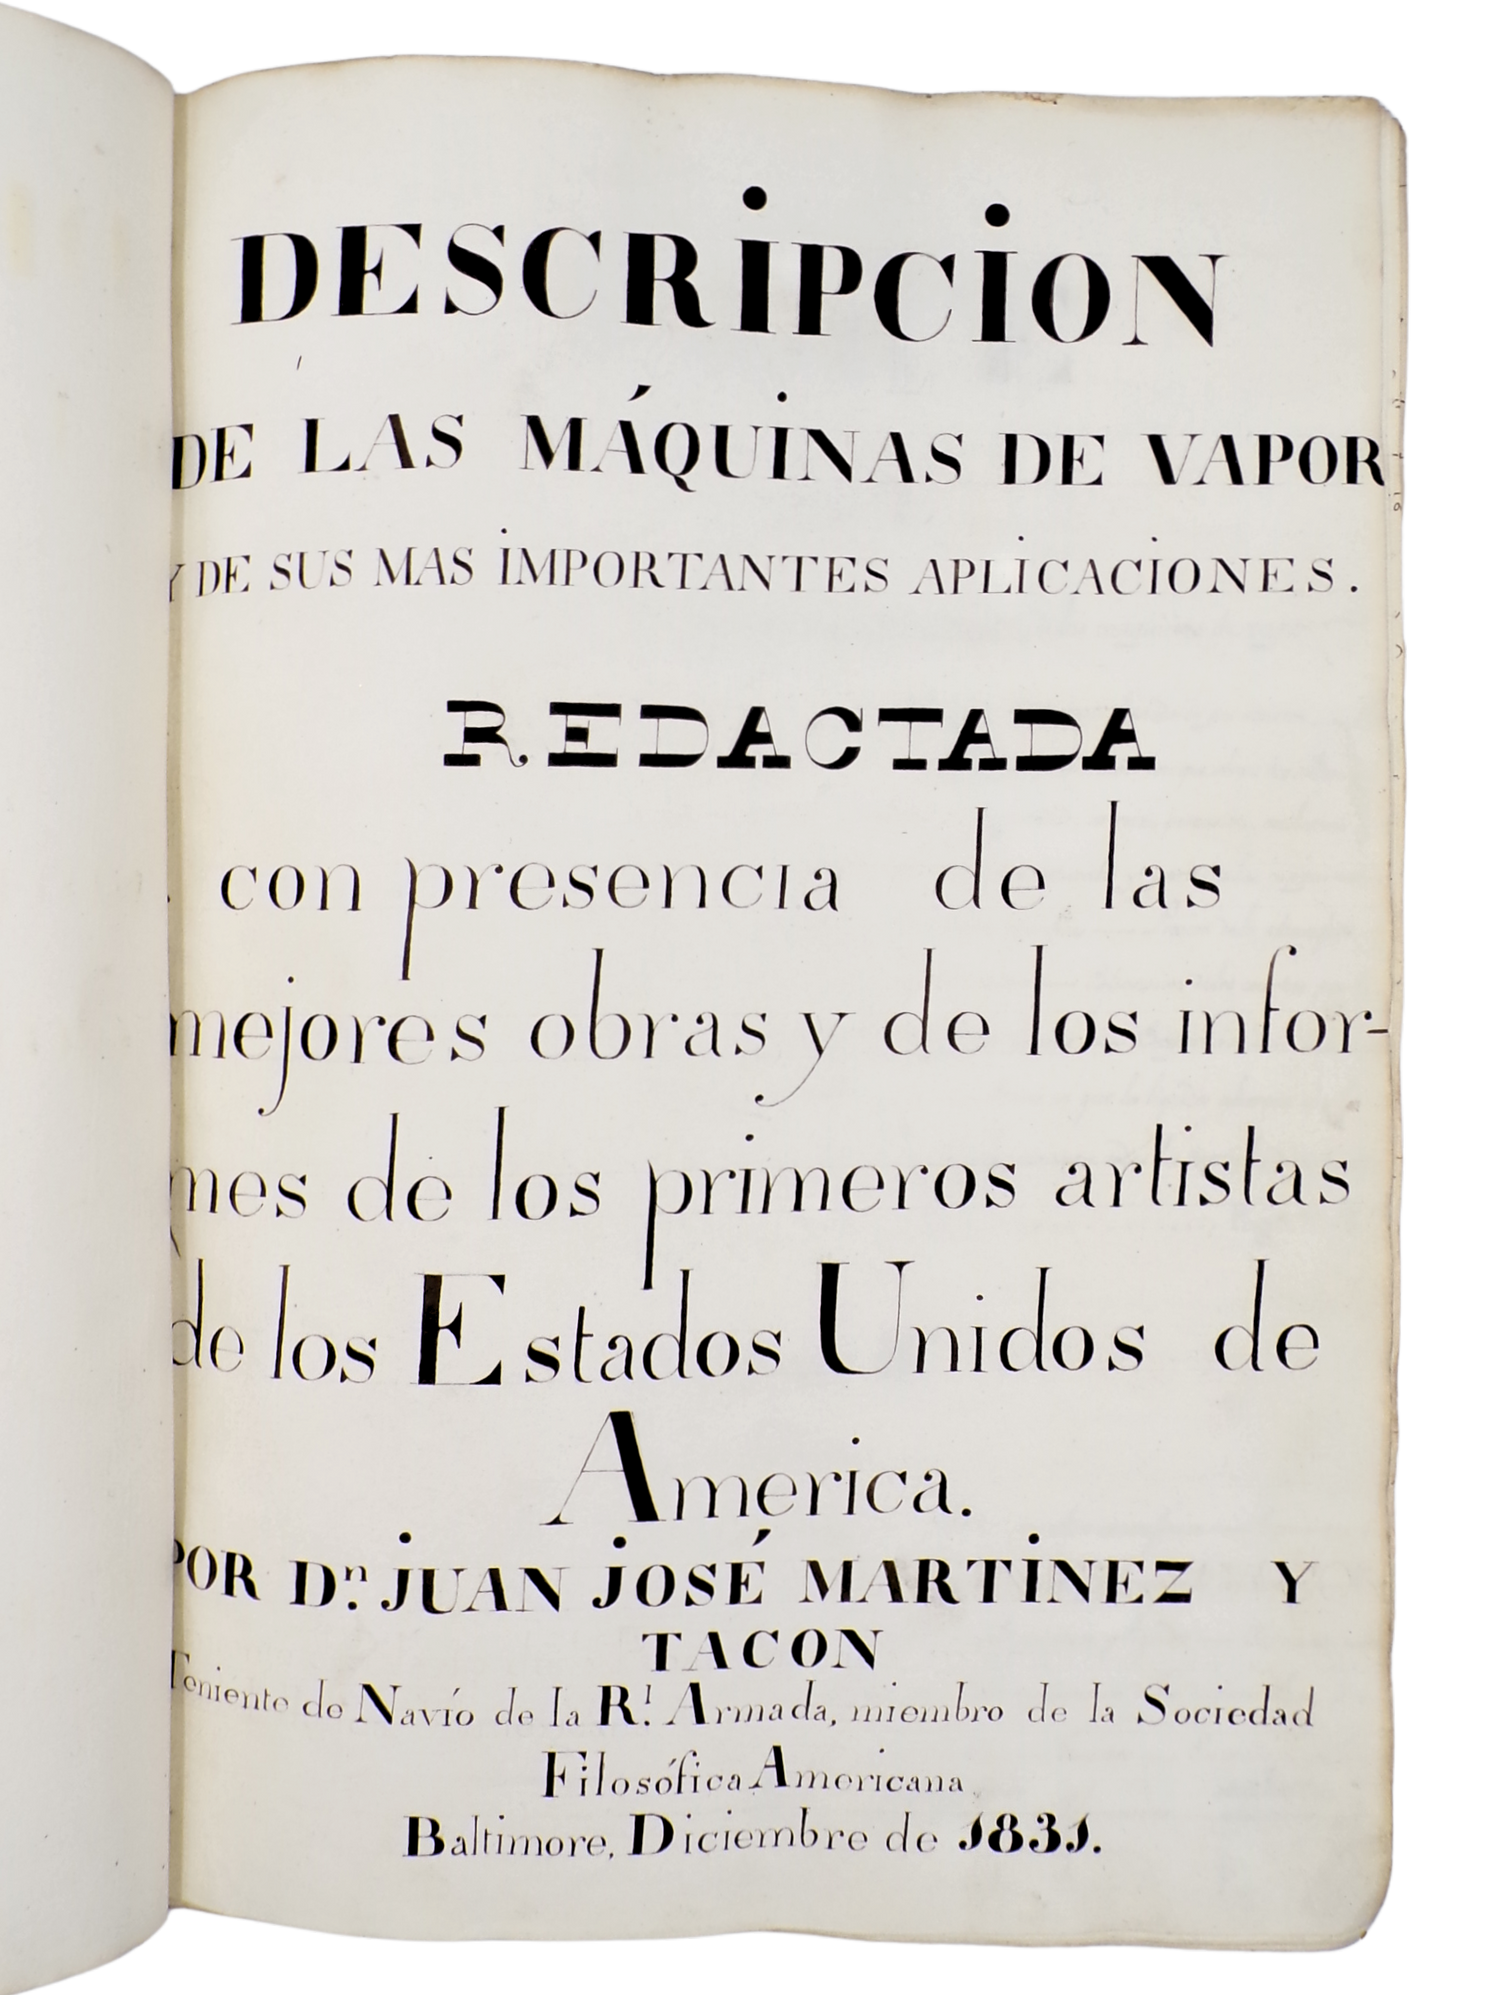 DESCRiPCiON
DE LAS MÁQUiNAS DE VAPOR
Y DE SUS MAS iMPORTANTES APLiCACiONES.
REDACTADA
con presencia de las
mejores obras y de los infor-
mes de los primeros artistas
de los Estados Unidos de
America.
POR Dn. JUAN JOSÉ MARTiNEZ Y
TACON
Teniente de Navío de la Rl. Armada, miembro de la Sociedad
Filosófica Americana
Baltimore, Diciembre de 1831.